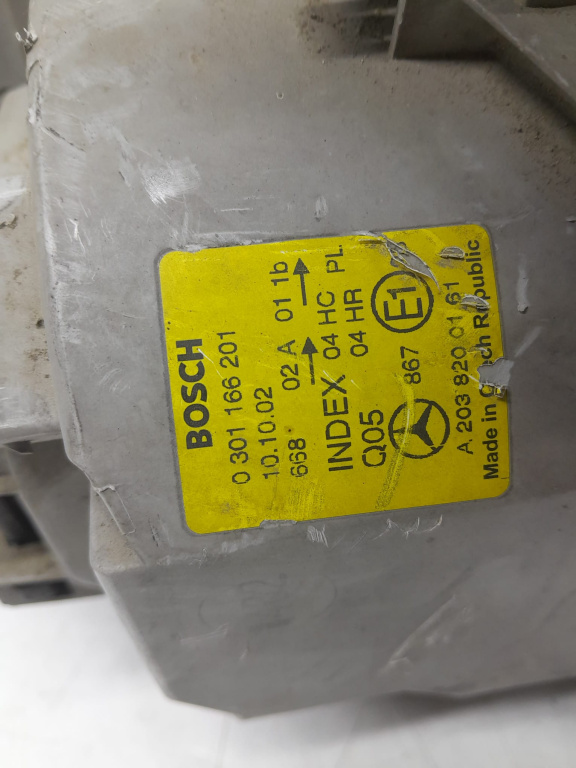 BOSCH
0 301 166 201
10.10.02
668 02 A 01 1b
INDEX 04 HC PL.
Q05 04 HR
867 E1
A 203 820 01 61
Made in Czech Republic